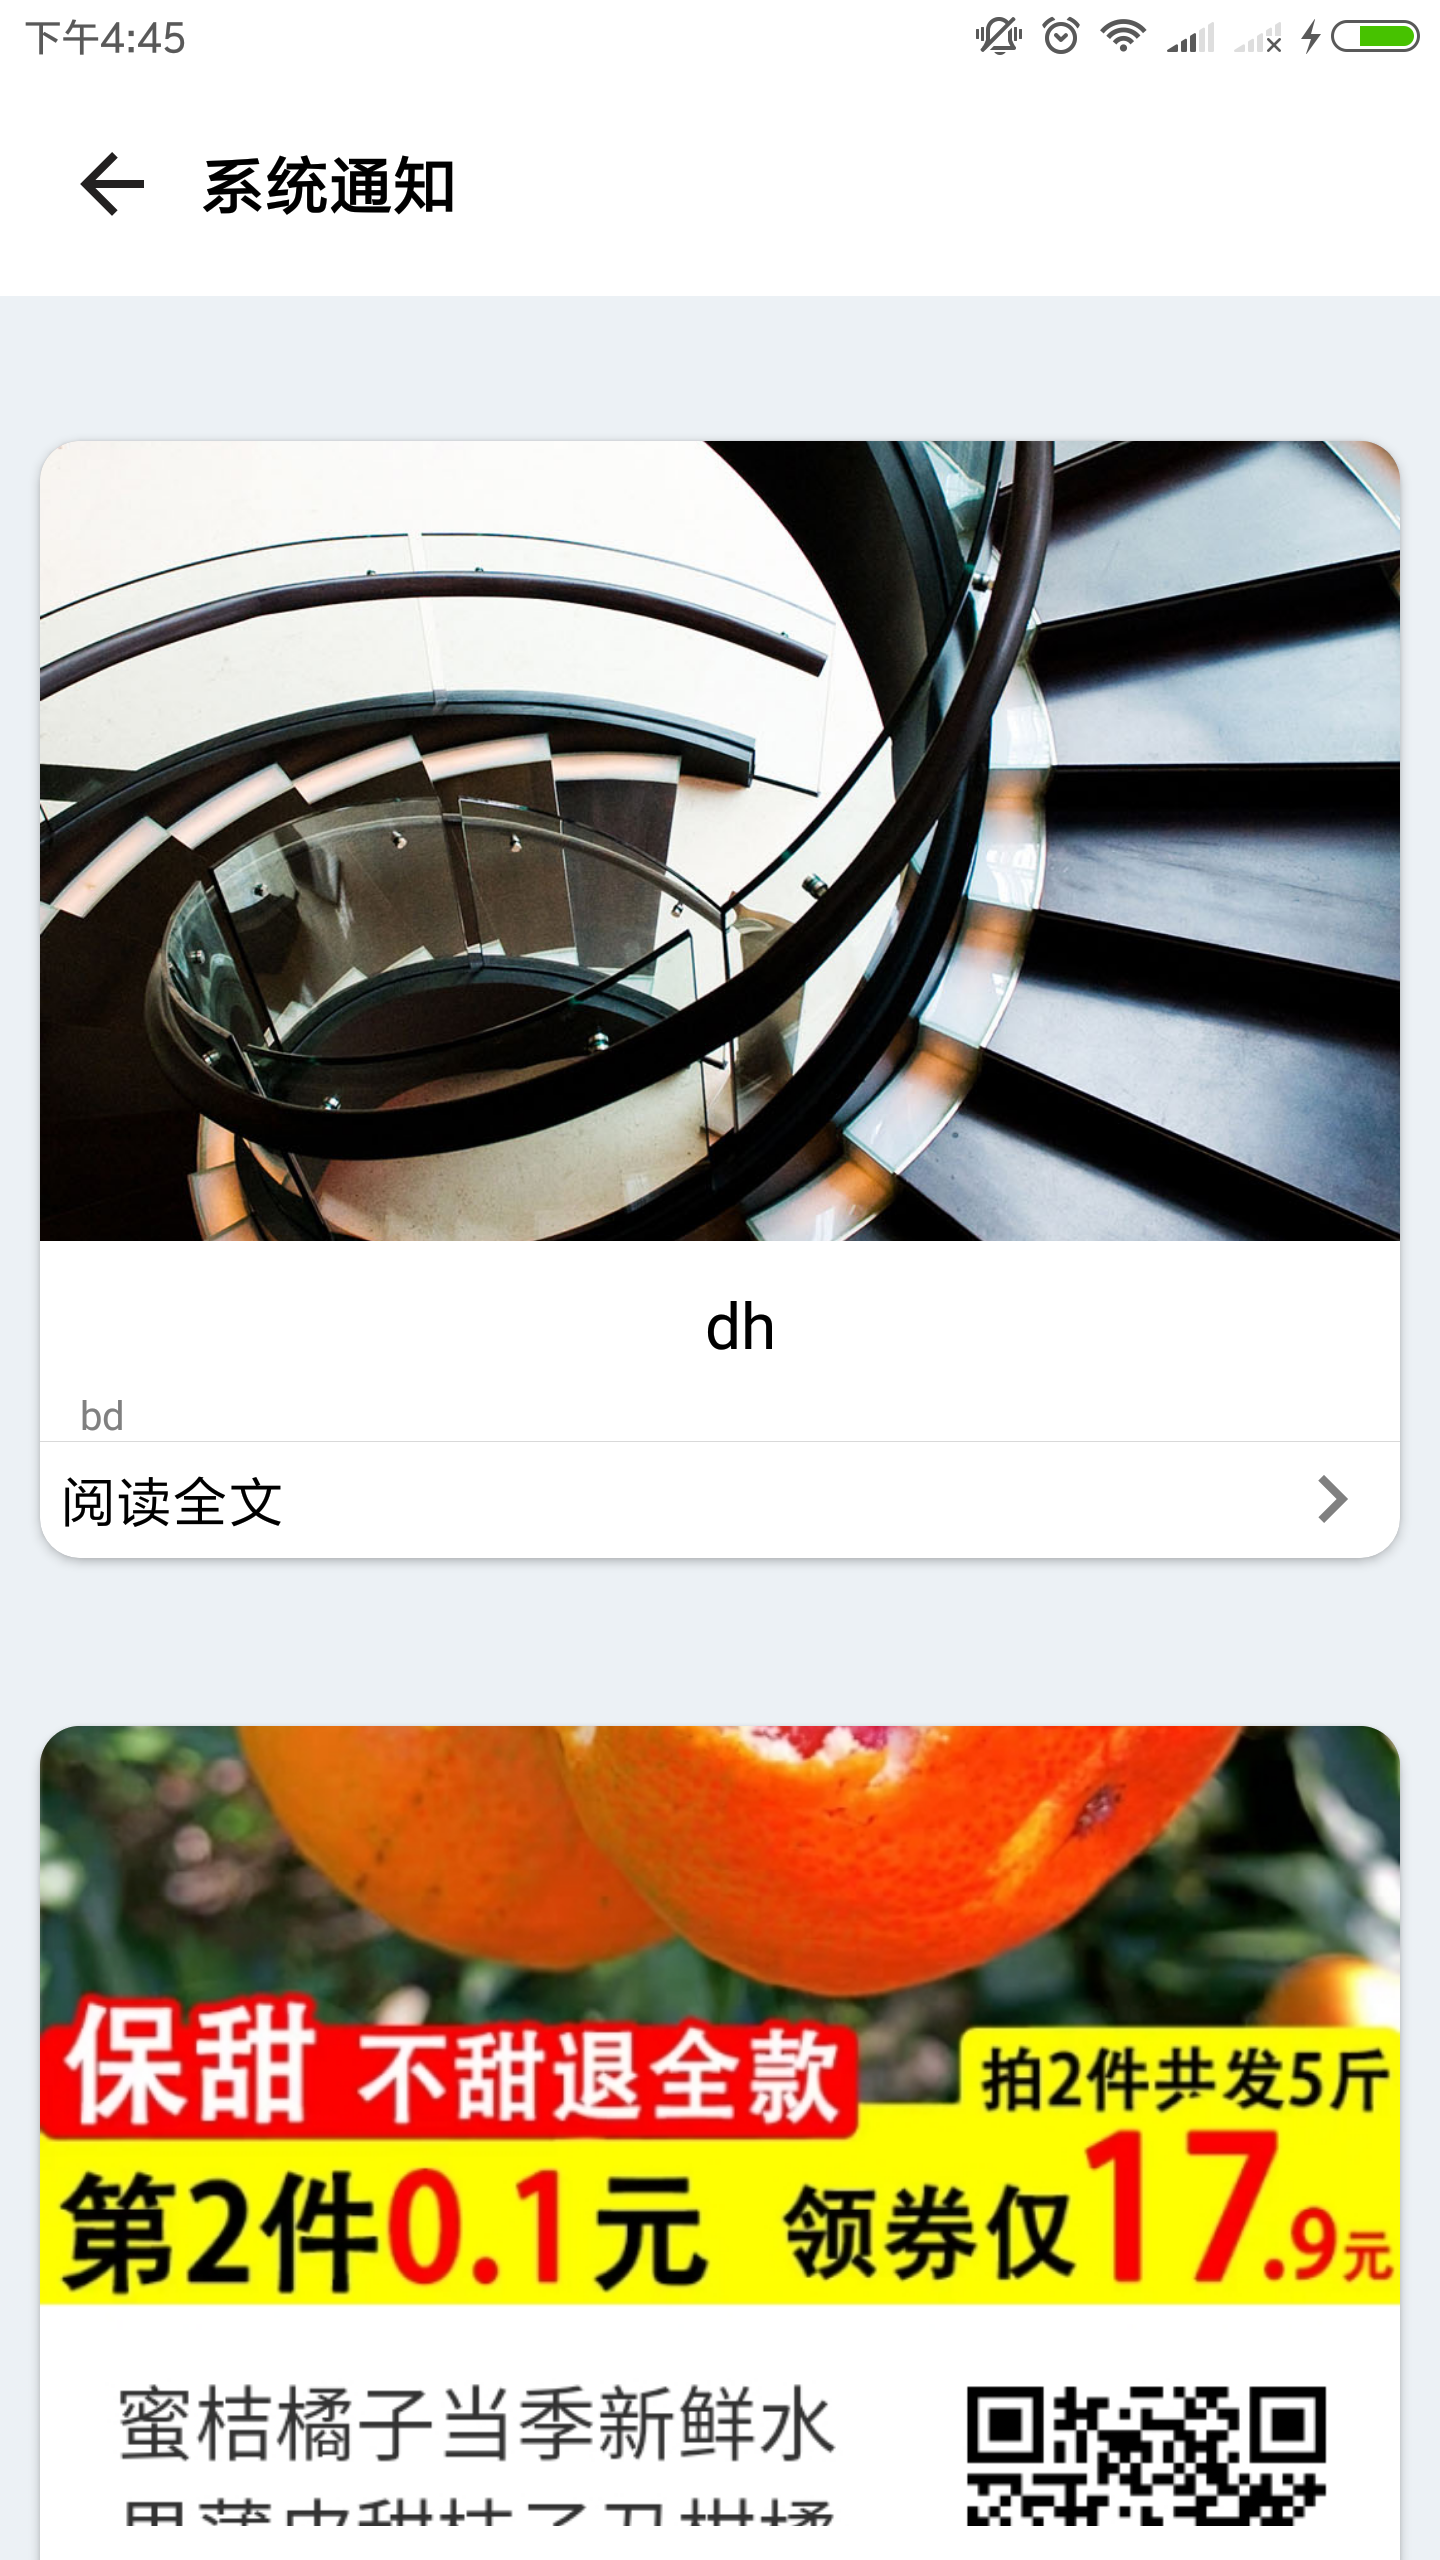 下午4:45
系统通知
dh
bd
阅读全文
保甜 不甜退全款
拍2件共发5斤
第2件0.1元 领券仅17.9元
蜜桔橘子当季新鲜水